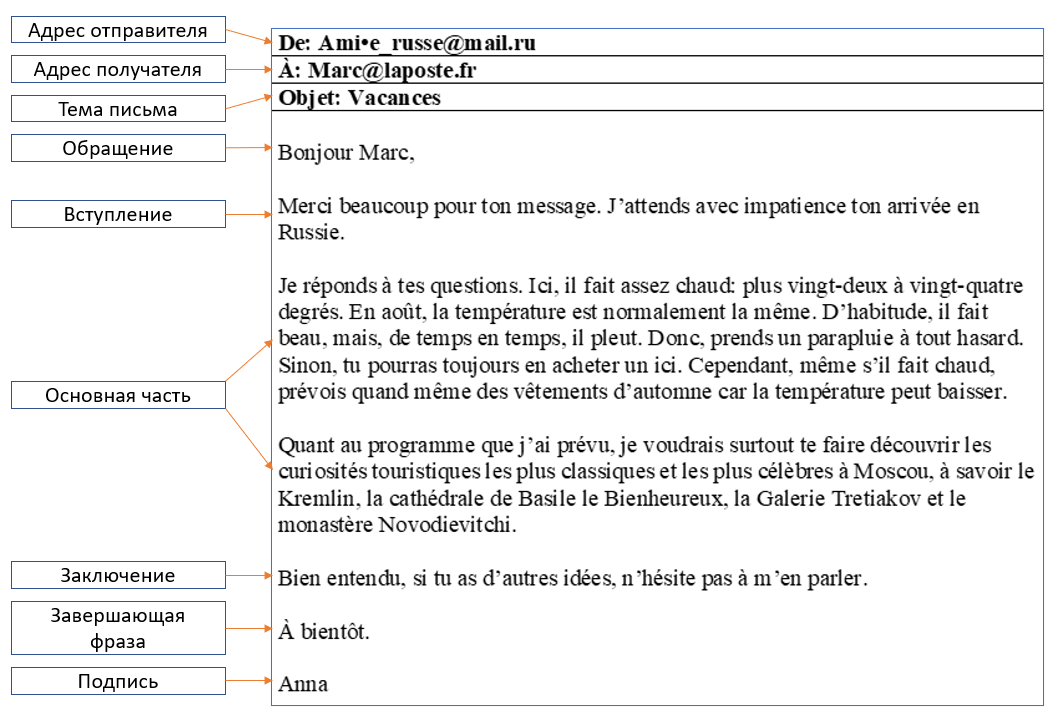 Адрес отправителя
De: Ami•e_russe@mail.ru
Адрес получателя
À: Marc@laposte.fr
Тема письма
Objet: Vacances
Обращение
Bonjour Marc,
Вступление
Merci beaucoup pour ton message. J’attends avec impatience ton arrivée en
Russie.
Основная часть
Je réponds à tes questions. Ici, il fait assez chaud: plus vingt-deux à vingt-quatre
degrés. En août, la température est normalement la même. D’habitude, il fait
beau, mais, de temps en temps, il pleut. Donc, prends un parapluie à tout hasard.
Sinon, tu pourras toujours en acheter un ici. Cependant, même s’il fait chaud,
prévois quand même des vêtements d’automne car la température peut baisser.
Quant au programme que j’ai prévu, je voudrais surtout te faire découvrir les
curiosités touristiques les plus classiques et les plus célèbres à Moscou, à savoir le
Kremlin, la cathédrale de Basile le Bienheureux, la Galerie Tretiakov et le
monastère Novodievitchi.
Заключение
Bien entendu, si tu as d’autres idées, n’hésite pas à m’en parler.
Завершающая
фраза
À bientôt.
Подпись
Anna